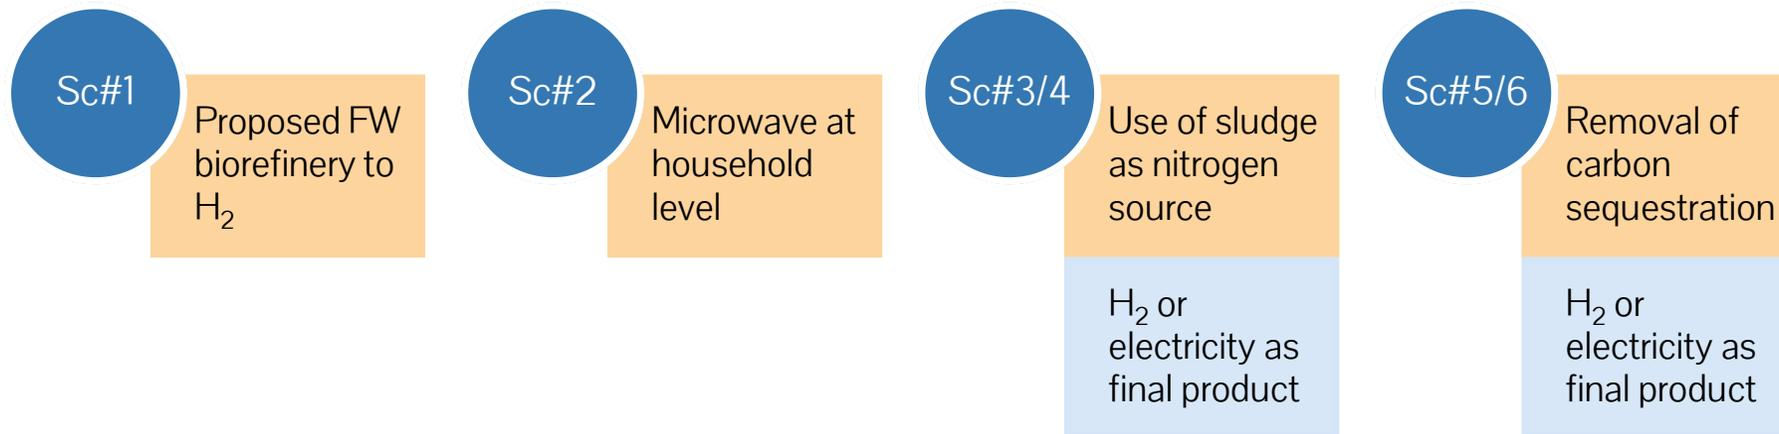 Sc#1
Proposed FW
biorefinery to
H₂
Sc#2
Microwave at
household
level
Sc#3/4
Use of sludge
as nitrogen
source
H₂ or
electricity as
final product
Sc#5/6
Removal of
carbon
sequestration
H₂ or
electricity as
final product